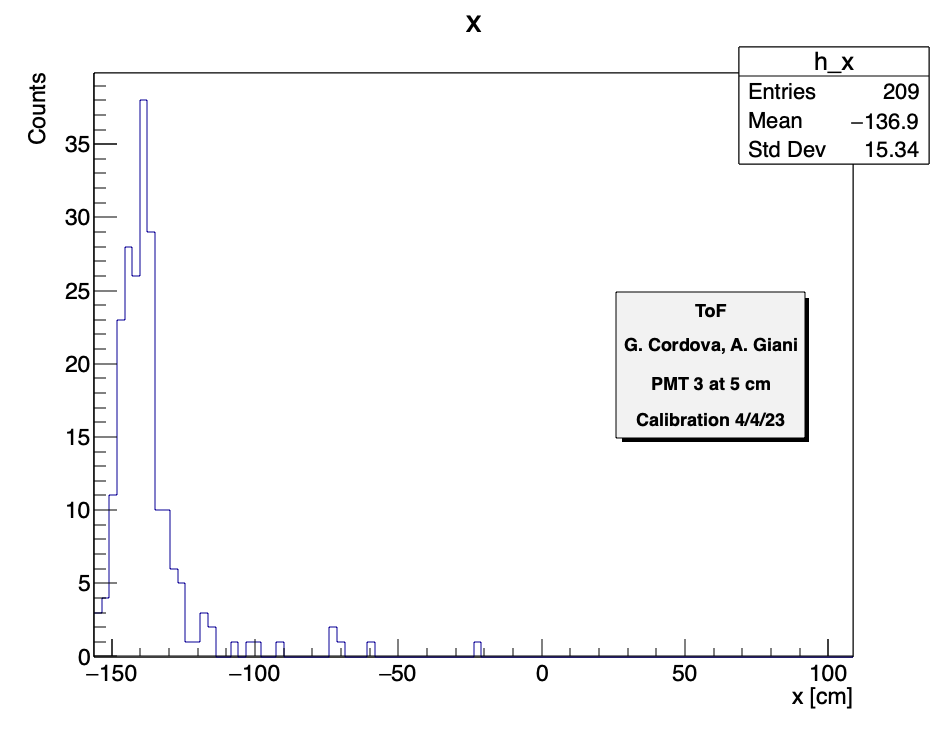 X
h_x
Entries 209
Mean −136.9
Std Dev 15.34
Counts
35
30
25
20
15
10
5
0
ToF
G. Cordova, A. Giani
PMT 3 at 5 cm
Calibration 4/4/23
−150 −100 −50 0 50 100
x [cm]